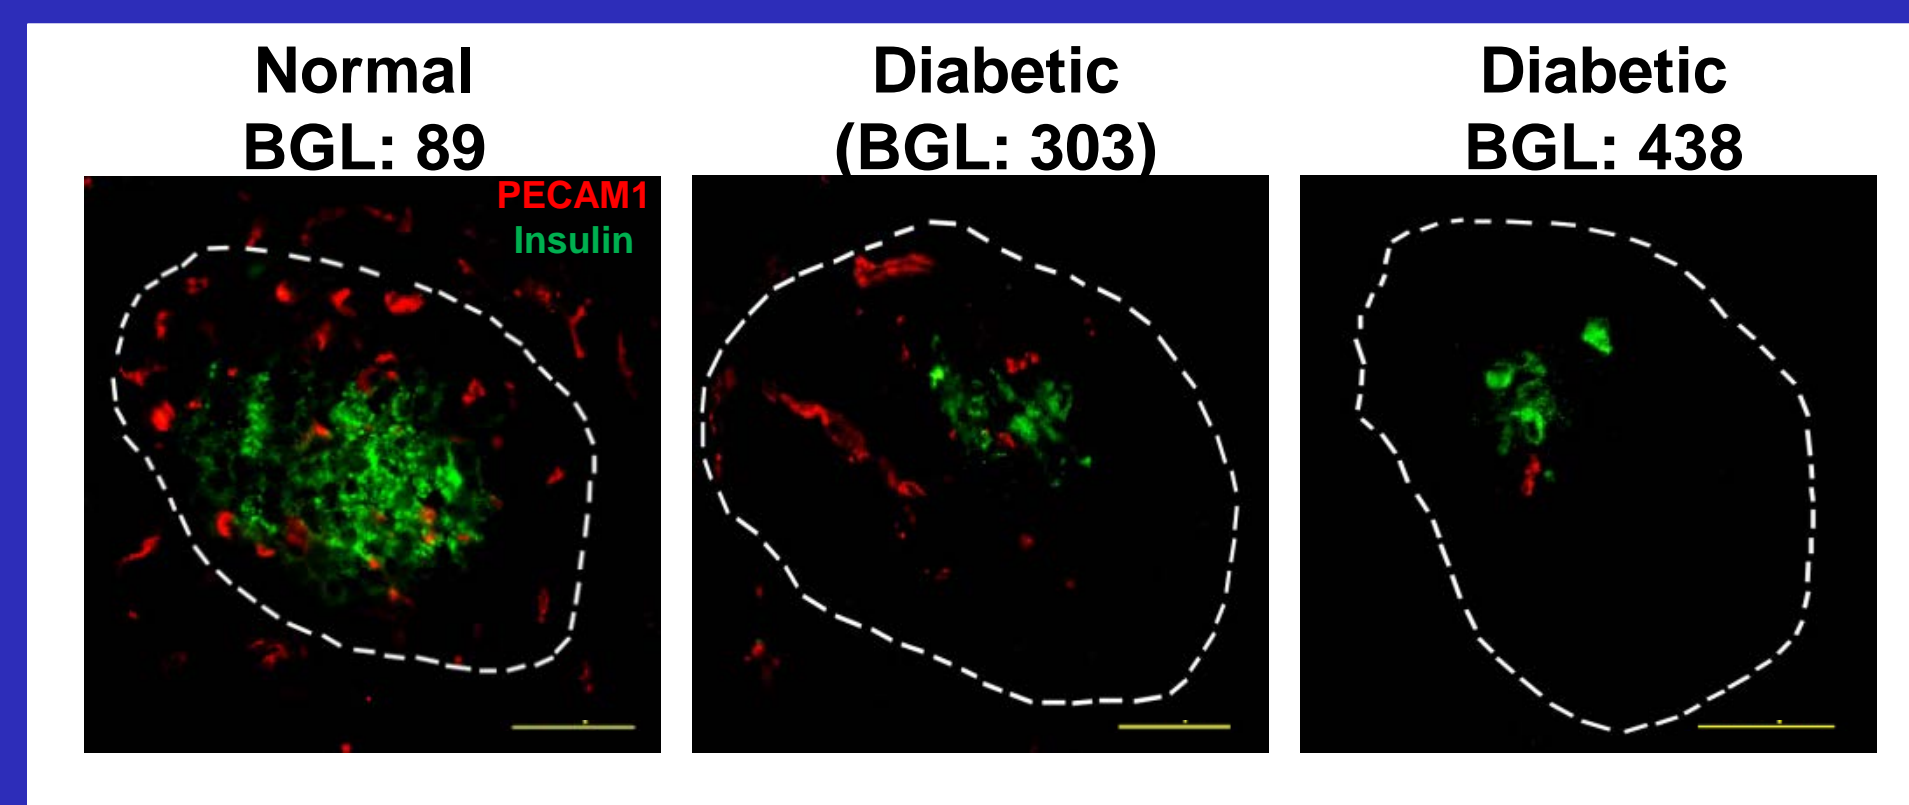 Normal
BGL: 89
Diabetic
(BGL: 303)
Diabetic
BGL: 438
PECAM1
Insulin